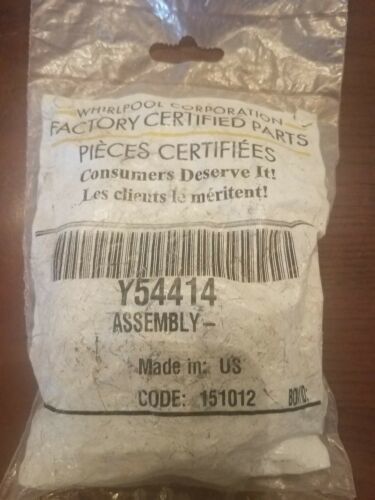 WHIRLPOOL CORPORATION
FACTORY CERTIFIED PARTS
PIÈCES CERTIFIÉES
Consumers Deserve It!
Les clients le méritent!
Y54414
ASSEMBLY-
Made in: US
CODE: 151012